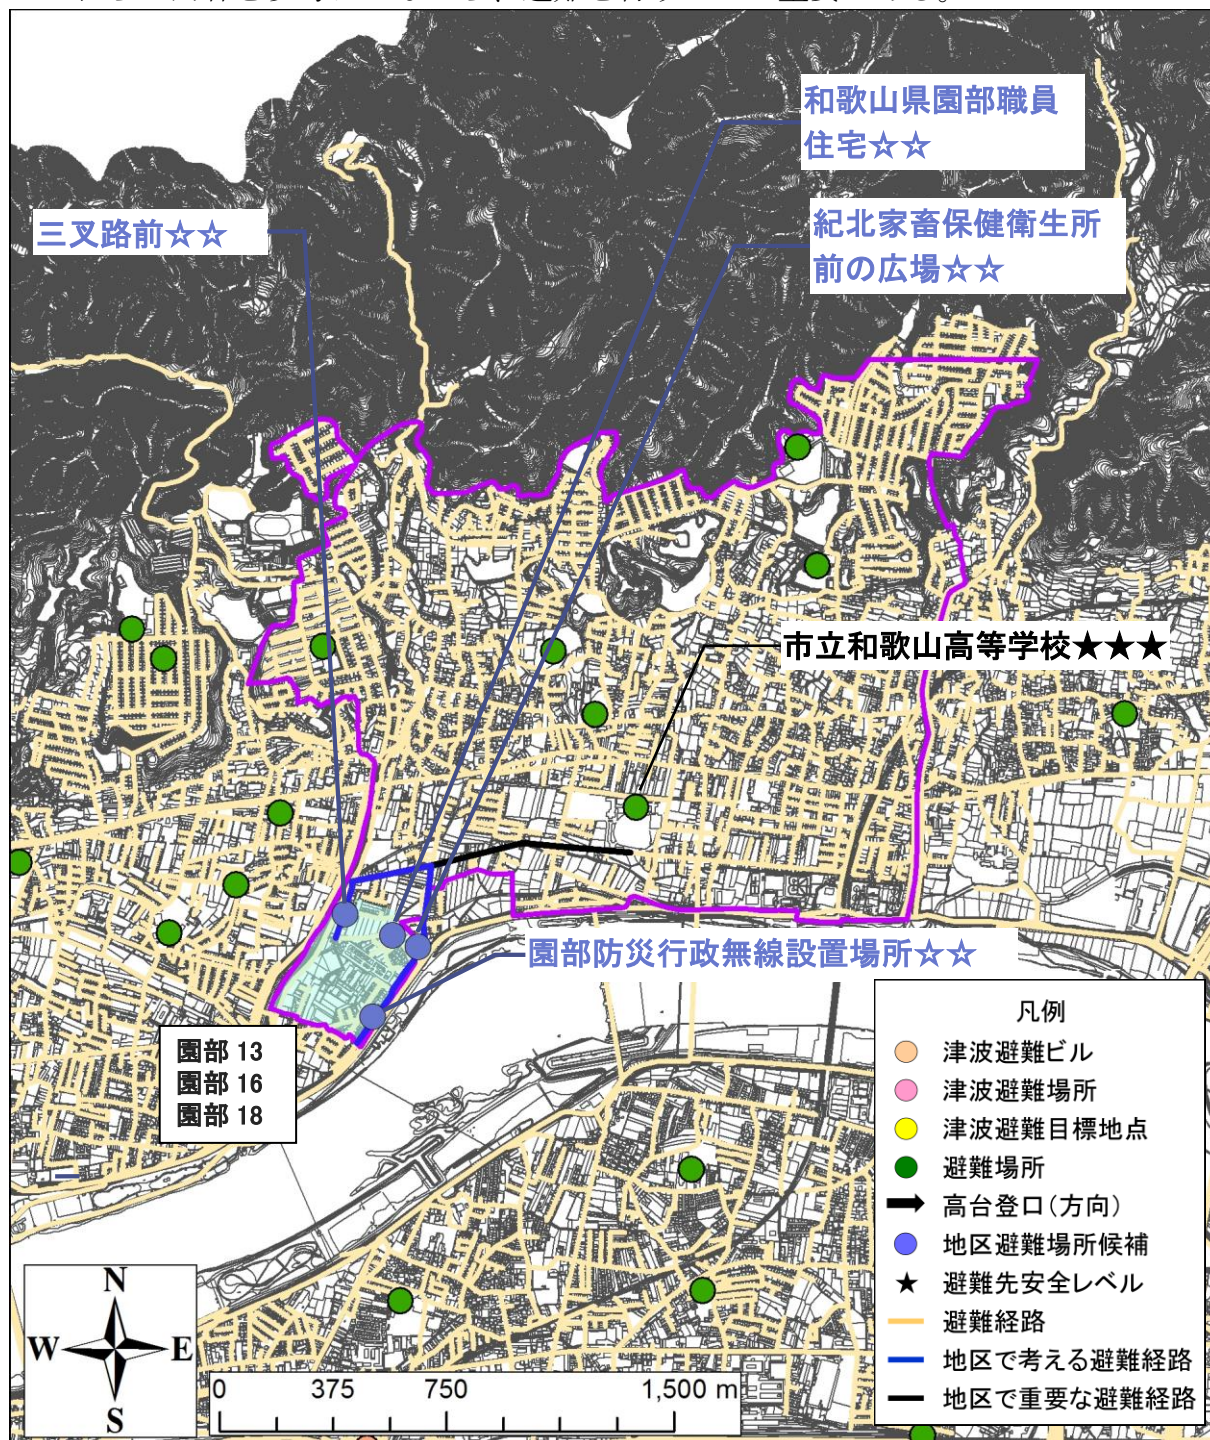 和歌山県園部職員
住宅☆☆
三叉路前☆☆
紀北家畜保健衛生所
前の広場☆☆
市立和歌山高等学校★★★
園部防災行政無線設置場所☆☆
園部 13
園部 16
園部 18
凡例
津波避難ビル
津波避難場所
津波避難目標地点
避難場所
高台登口(方向)
地区避難場所候補
★ 避難先安全レベル
避難経路
地区で考える避難経路
地区で重要な避難経路
N
W E
S
0 375 750 1,500 m